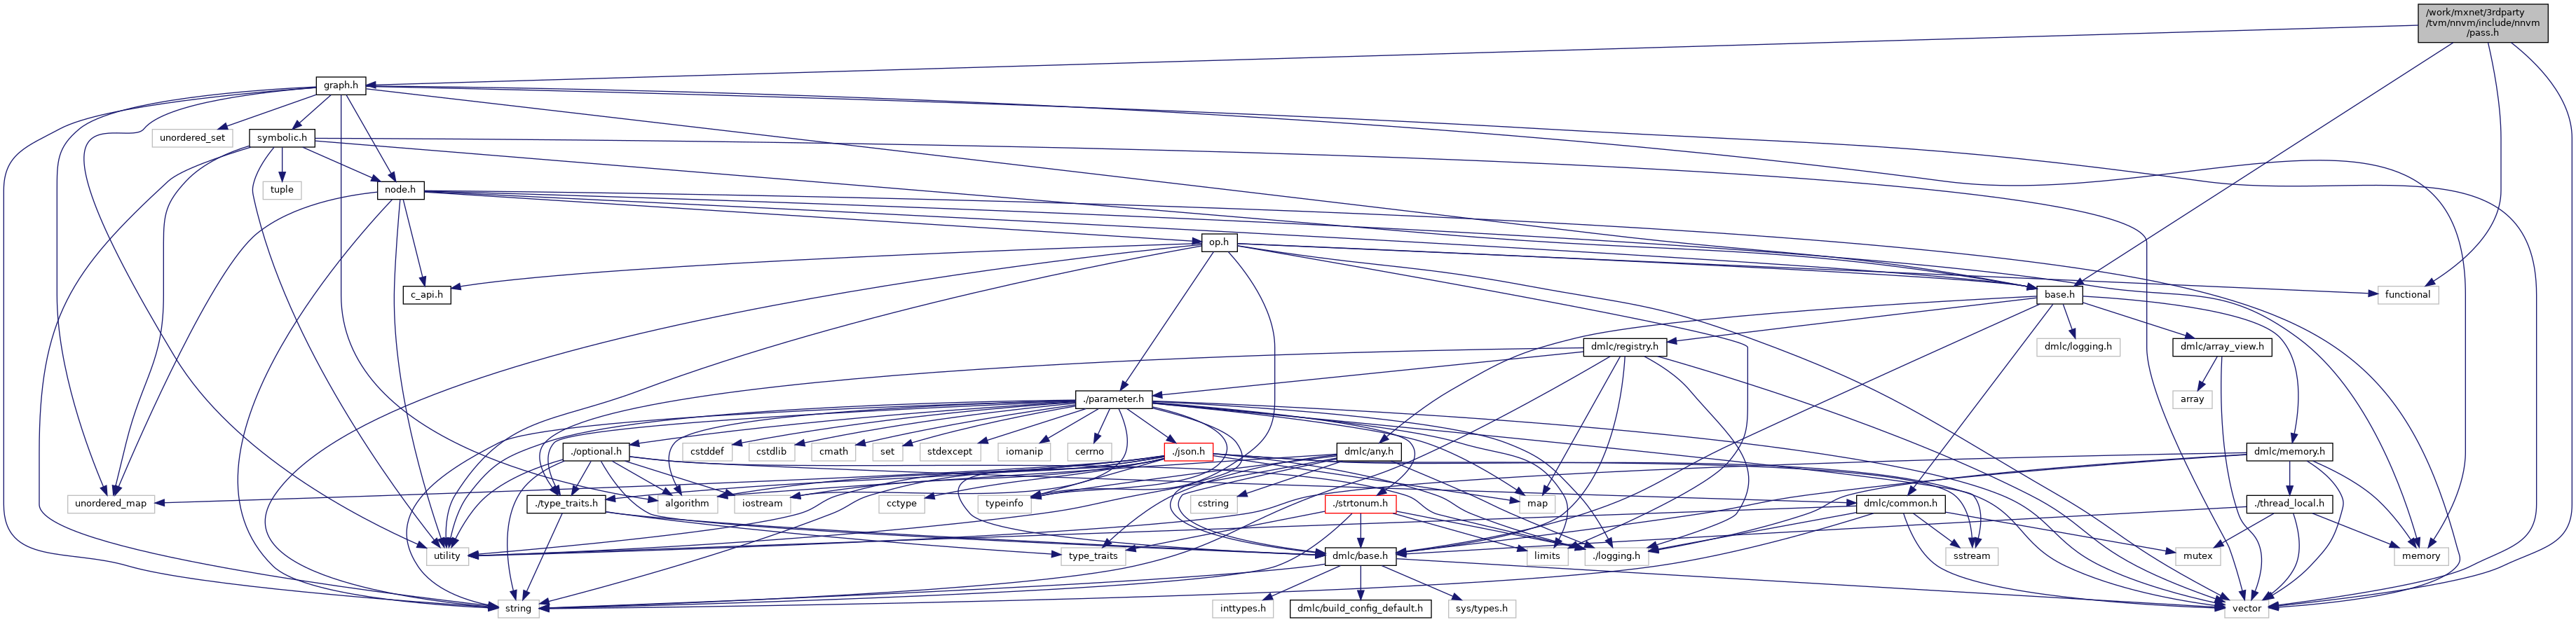 /work/mxnet/3rdparty
/tvm/nnvm/include/nnvm
/pass.h
graph.h
unordered_set
symbolic.h
tuple
node.h
op.h
c_api.h
base.h
functional
dmlc/registry.h
dmlc/logging.h
dmlc/array_view.h
./parameter.h
array
./optional.h
cstddef
cstdlib
cmath
set
stdexcept
iomanip
cerrno
./json.h
dmlc/any.h
dmlc/memory.h
unordered_map
./type_traits.h
algorithm
iostream
cctype
typeinfo
cstring
./strtonum.h
map
dmlc/common.h
./thread_local.h
utility
type_traits
dmlc/base.h
limits
./logging.h
sstream
mutex
memory
string
inttypes.h
dmlc/build_config_default.h
sys/types.h
vector